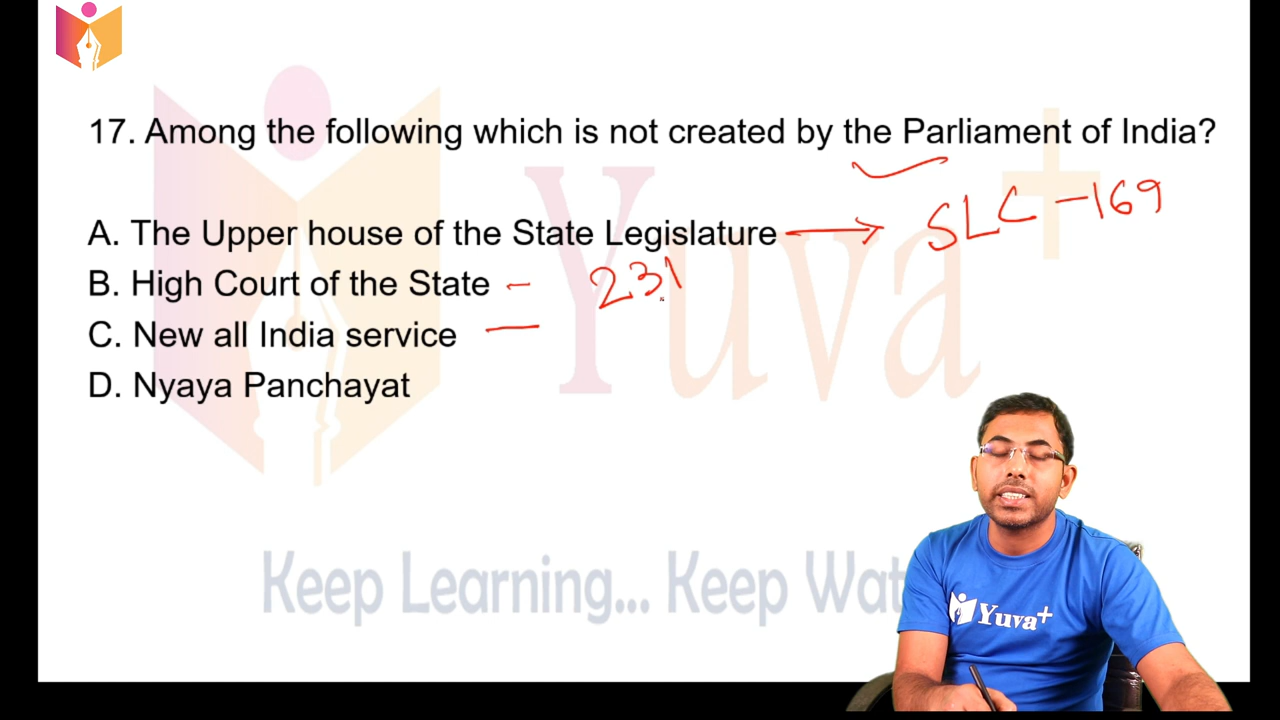 17. Among the following which is not created by the Parliament of India?
A. The Upper house of the State Legislature → SLC - 169
B. High Court of the State - 231
C. New all India service —
D. Nyaya Panchayat
Yuva+
Keep Learning... Keep Wat
Yuva+